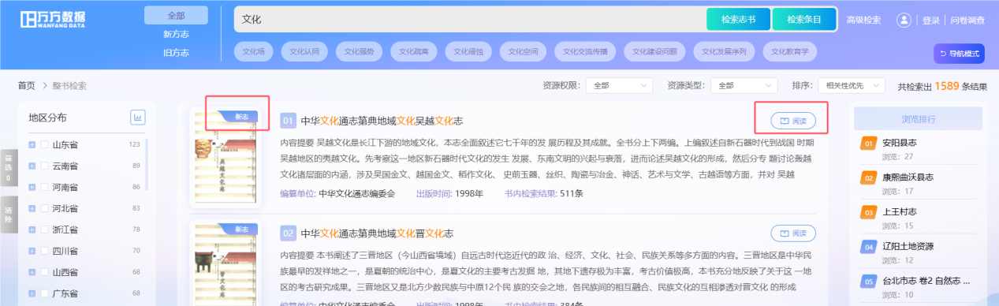 万方数据
WANFANG DATA
全部
新方志
旧方志
文化
检索志书
检索条目
高级检索
登录
问卷调查
文化场
文化认同
文化强势
文化疏离
文化侵蚀
文化空间
文化交流传播
文化建设问题
文化发展序列
文化教育学
导航模式
首页 > 整书检索
资源权限: 全部
资源类型: 全部
排序: 相关性优先
共检索出 1589 条结果
地区分布
山东省 123
云南省 89
河南省 86
河北省 83
浙江省 78
四川省 70
山西省 68
广东省 68
筛选 0
清除
新志
吴越文化志
01 中华文化通志第典地域文化吴越文化志
阅读
内容提要 吴越文化是长江下游的地域文化，本志全面叙述它七千年的发 展历程及其成就。全书分上下两编。上编叙述自新石器时代到战国 时期
吴越地区的夷越文化。先考察这一地区新石器时代文化的发生 发展、东南文明的兴起与衰落，进而论述吴越文化的形成，然后分专 题讨论袅越
文化诸层面的内涵，涉及吴国金文、越国金文、稻作文化、 史前玉器、丝织、陶瓷与冶金、神话、艺术与文学、古越语等方面，并对 吴越
编纂单位: 中华文化通志编委会 出版时间: 1998年 书内检索结果: 511条
新志
晋文化志
02 中华文化通志第典地域文化晋文化志
阅读
内容提要 本书阐述了三晋地区（今山西省境域）自远古时代迄近代的政 治、经济、文化、社会、民族关系等多方面的内容。三晋地区是中华民
族最早的发祥地之一，是夏朝的统治中心，是夏文化的主要考古发掘 地，其地下遗存极为丰富，考古价值极高，本书充分地反映了关于这 一地
区的考古研究成果。三晋地区又是北方少数民族与中原12个民 族的交会之地，各民族间的相互融合、民族文化的相互渗透对晋文化 的形成
编纂单位: 中华文化通志编委会 出版时间: 1998年 书内检索结果: 384条
浏览排行
01 安阳县志
浏览：27
02 康熙曲沃县志
浏览：17
03 上王村志
浏览：15
04 辽阳土地资源
浏览：12
05 台北市志 卷2 自然志 ...
浏览：10